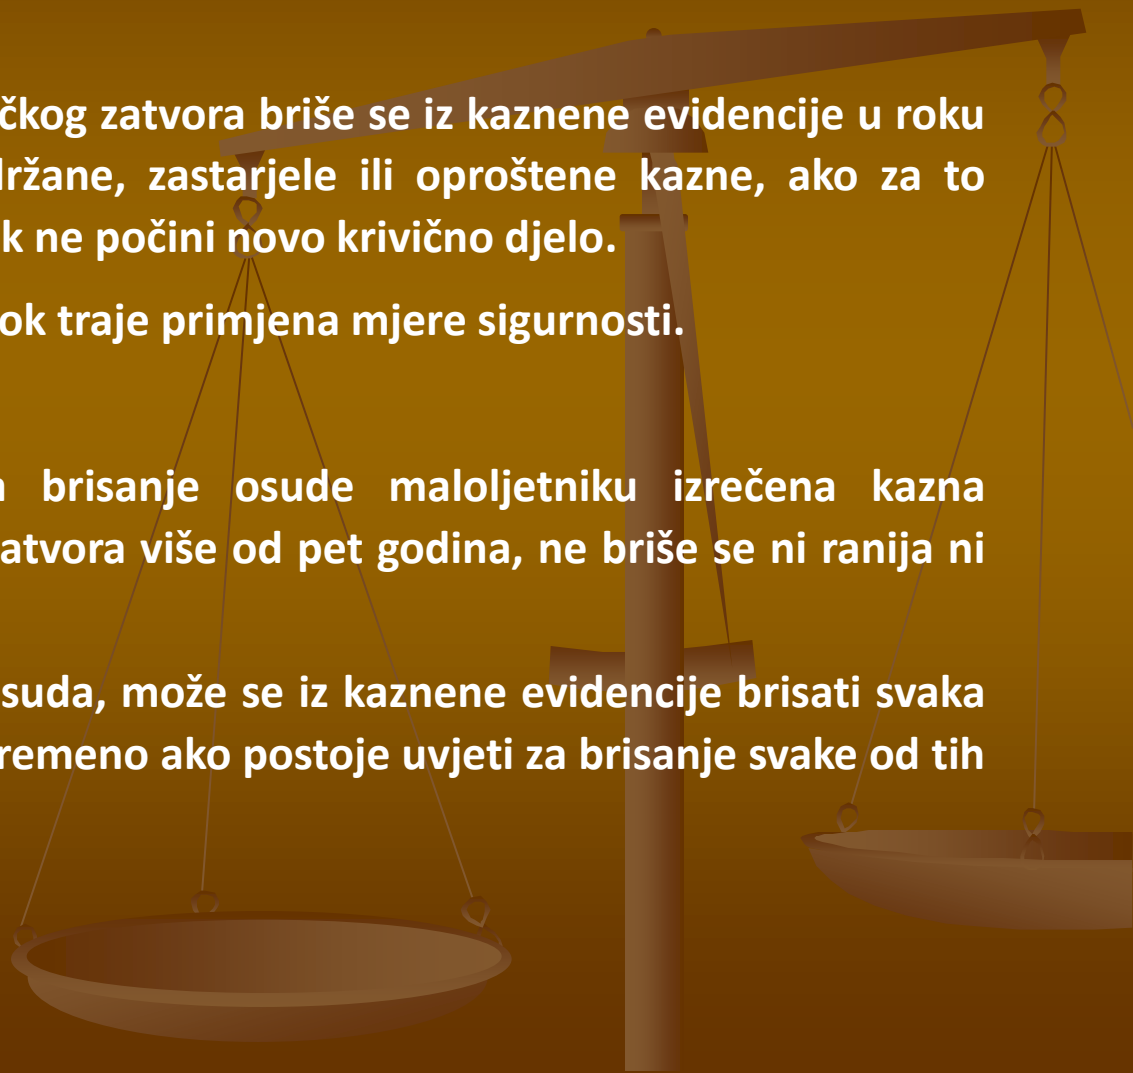 čkog zatvora briše se iz kaznene evidencije u roku
držane, zastarjele ili oproštene kazne, ako za to
k ne počini novo krivično djelo.
ok traje primjena mjere sigurnosti.
brisanje osude maloljetniku izrečena kazna
atvora više od pet godina, ne briše se ni ranija ni
suda, može se iz kaznene evidencije brisati svaka
remeno ako postoje uvjeti za brisanje svake od tih